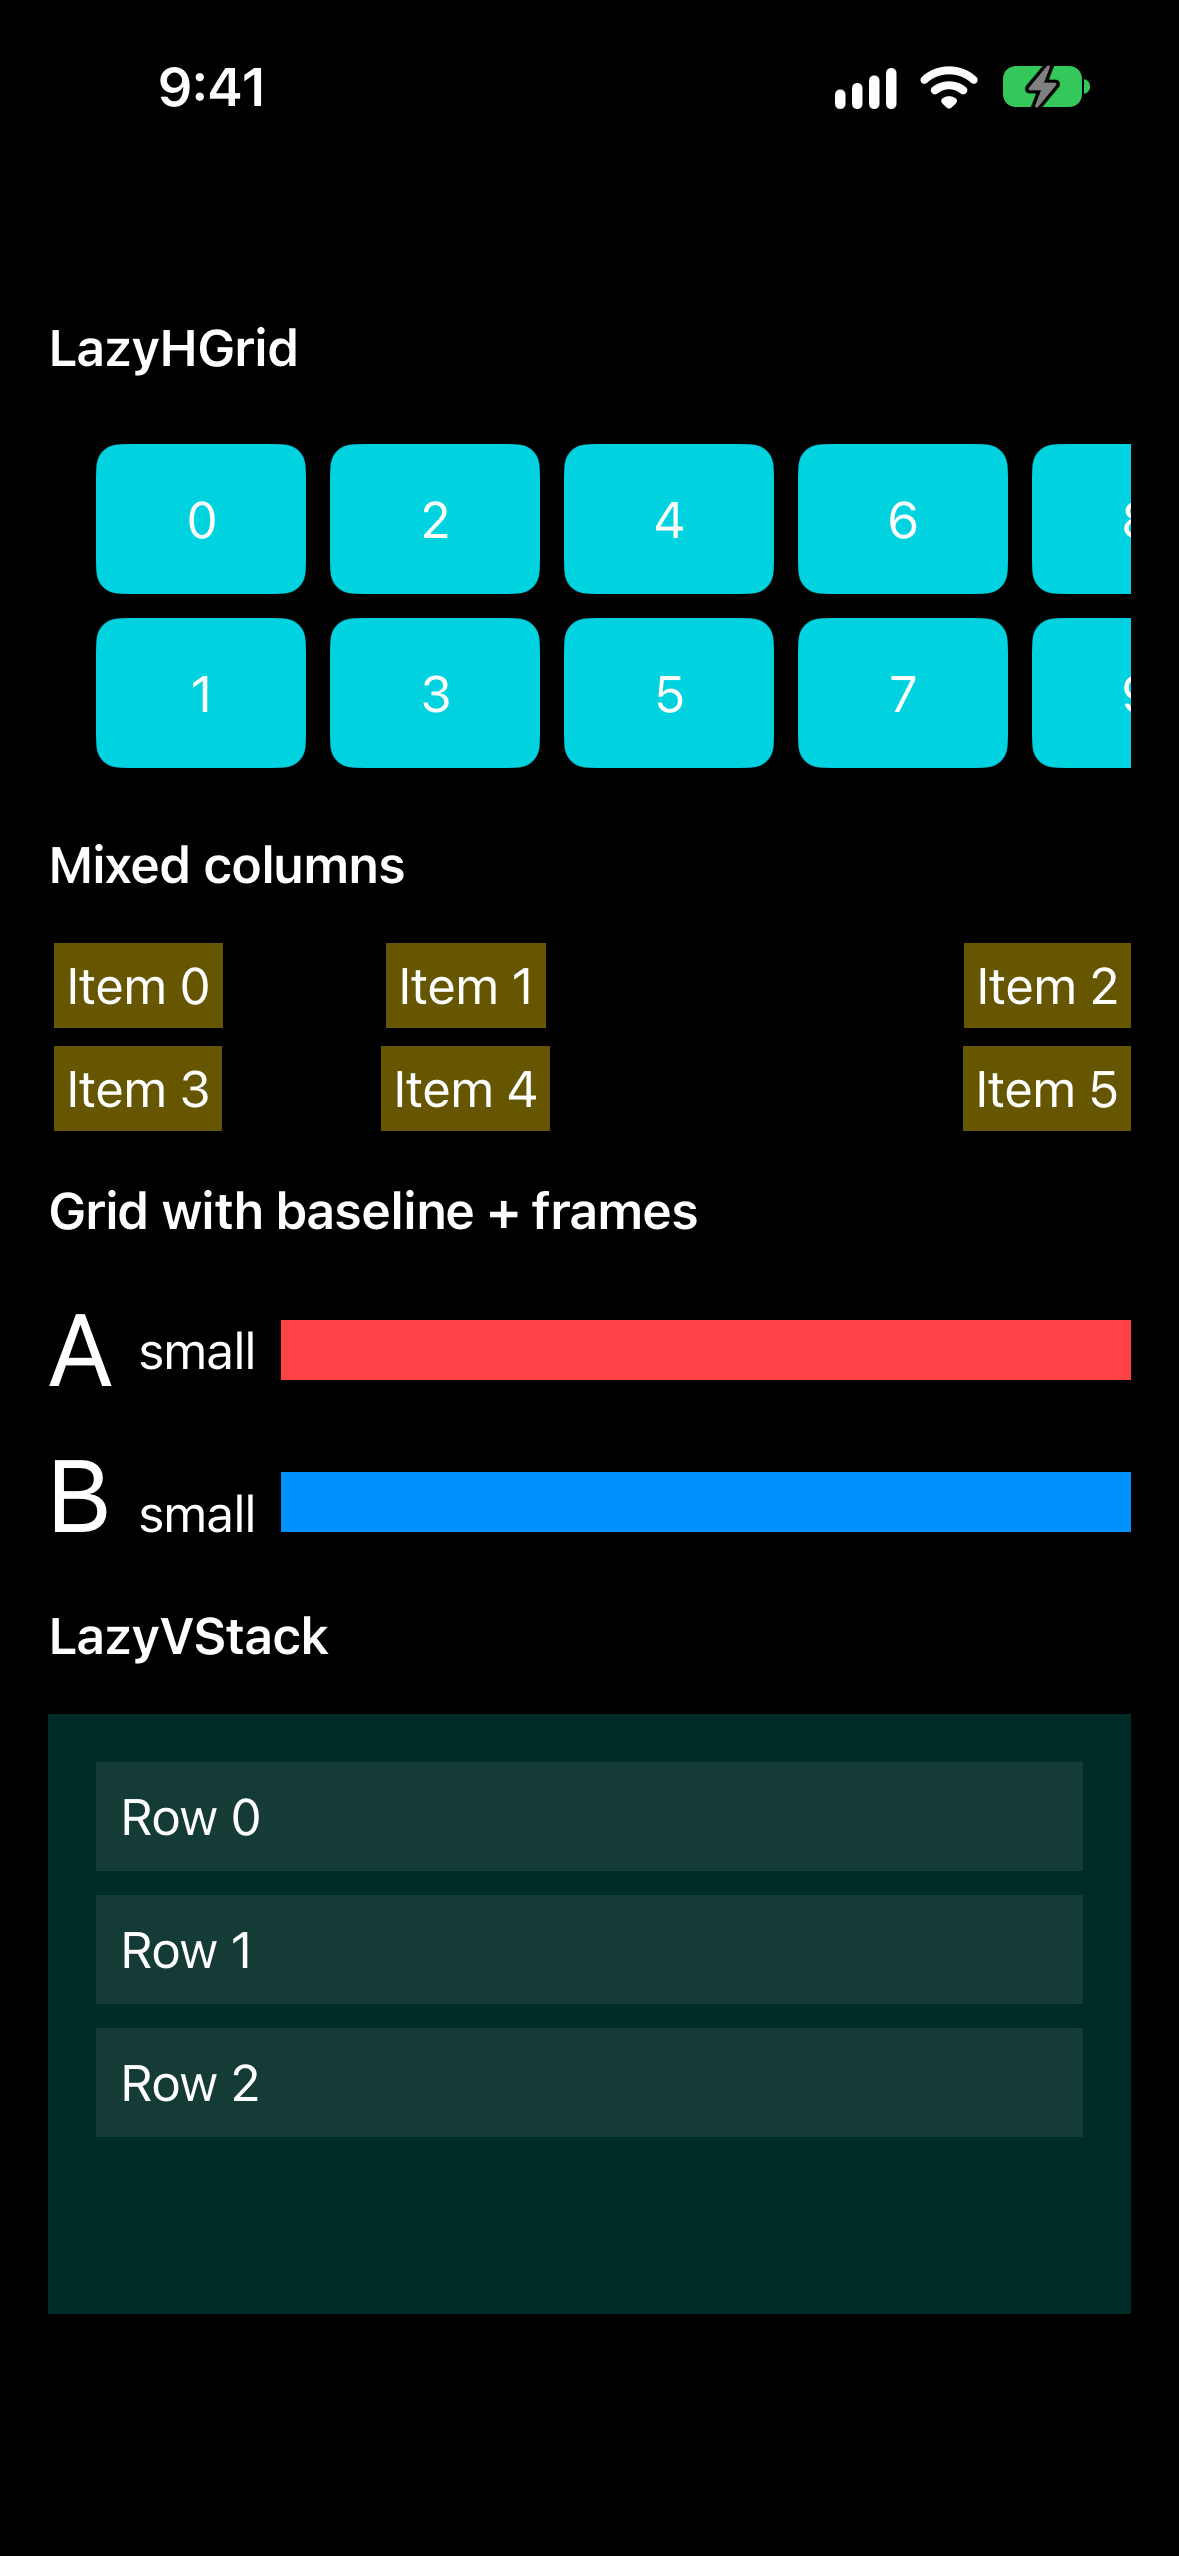 9:41
LazyHGrid
0 2 4 6
1 3 5 7
Mixed columns
Item 0 Item 1 Item 2
Item 3 Item 4 Item 5
Grid with baseline + frames
A small
B small
LazyVStack
Row 0
Row 1
Row 2